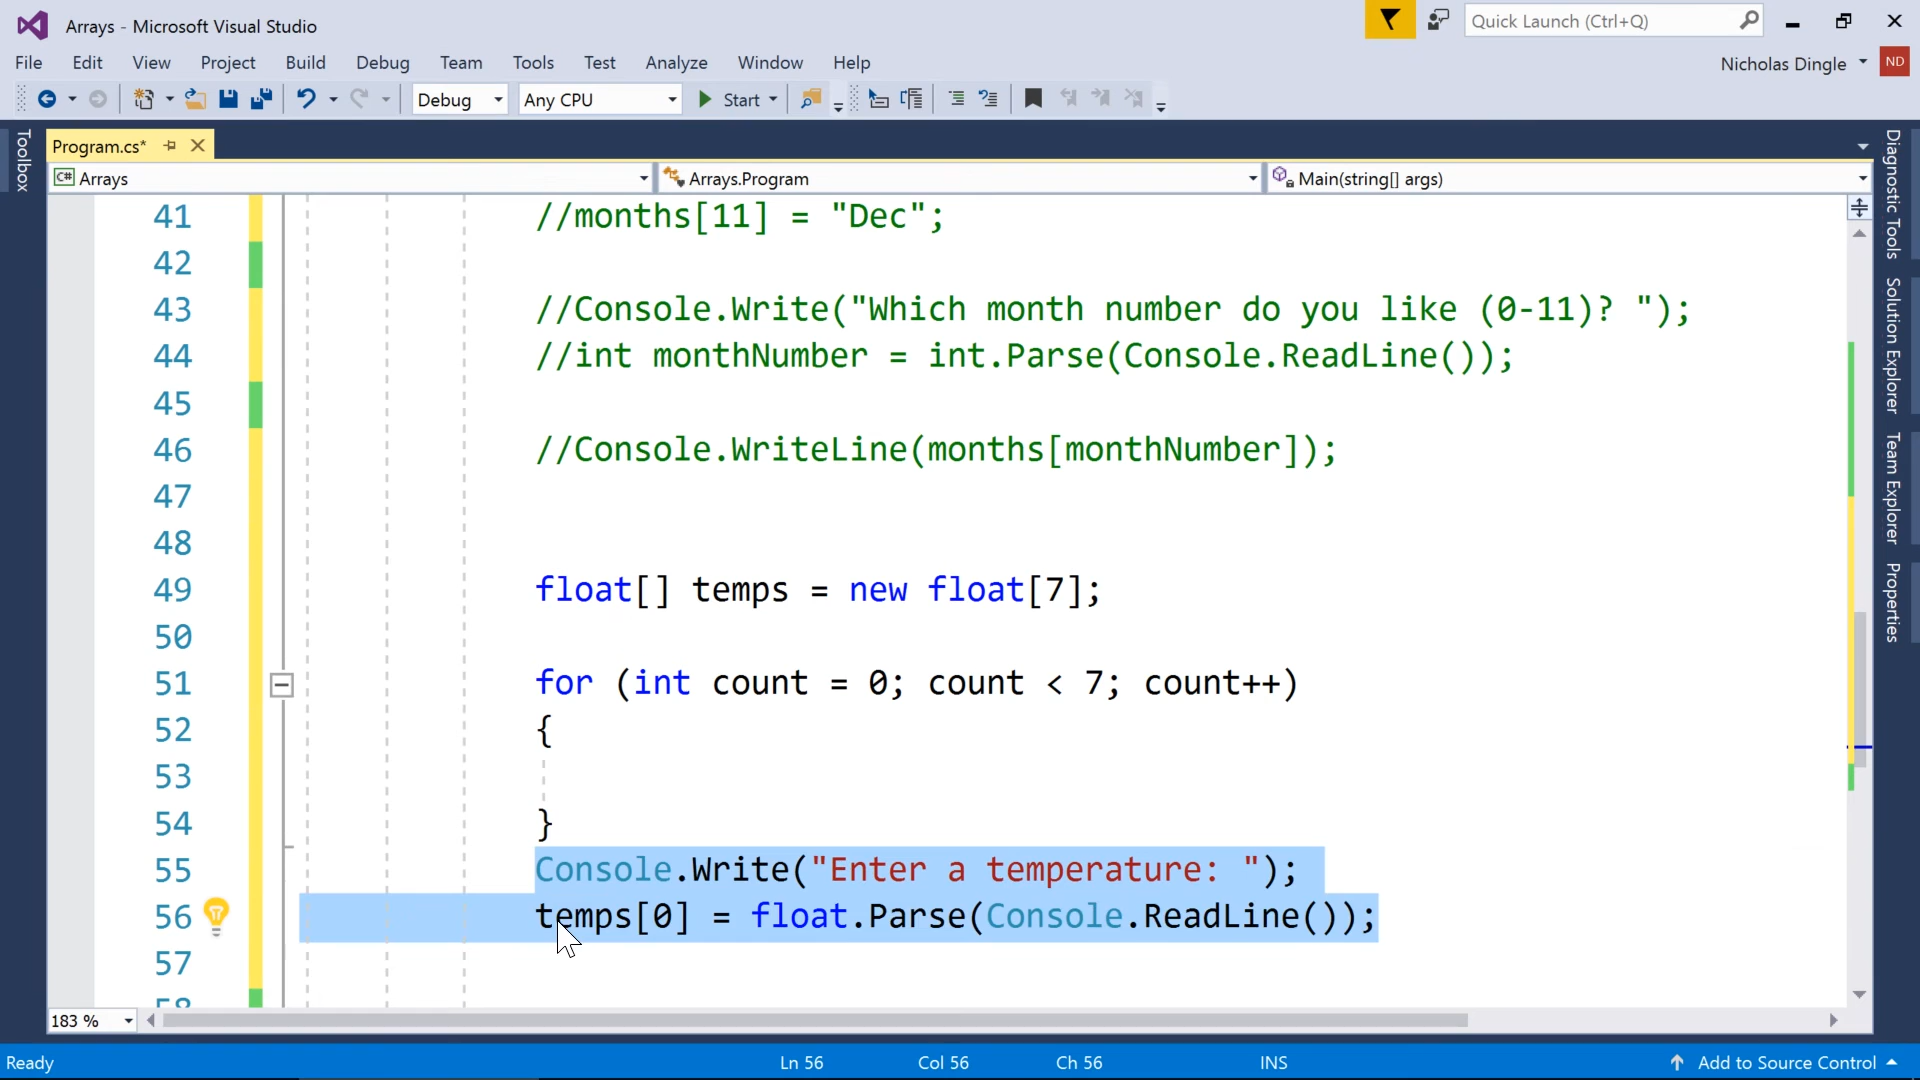 Arrays - Microsoft Visual Studio
Quick Launch (Ctrl+Q)
File Edit View Project Build Debug Team Tools Test Analyze Window Help
Nicholas Dingle ND
Debug Any CPU Start
Program.cs*
C# Arrays Arrays.Program Main(string[] args)
41 //months[11] = "Dec";
42
43 //Console.Write("Which month number do you like (0-11)? ");
44 //int monthNumber = int.Parse(Console.ReadLine());
45
46 //Console.WriteLine(months[monthNumber]);
47
48
49 float[] temps = new float[7];
50
51 for (int count = 0; count < 7; count++)
52 {
53
54 }
55 Console.Write("Enter a temperature: ");
56 temps[0] = float.Parse(Console.ReadLine());
57
58
183 %
Ready Ln 56 Col 56 Ch 56 INS Add to Source Control
Toolbox
Diagnostic Tools
Solution Explorer
Team Explorer
Properties